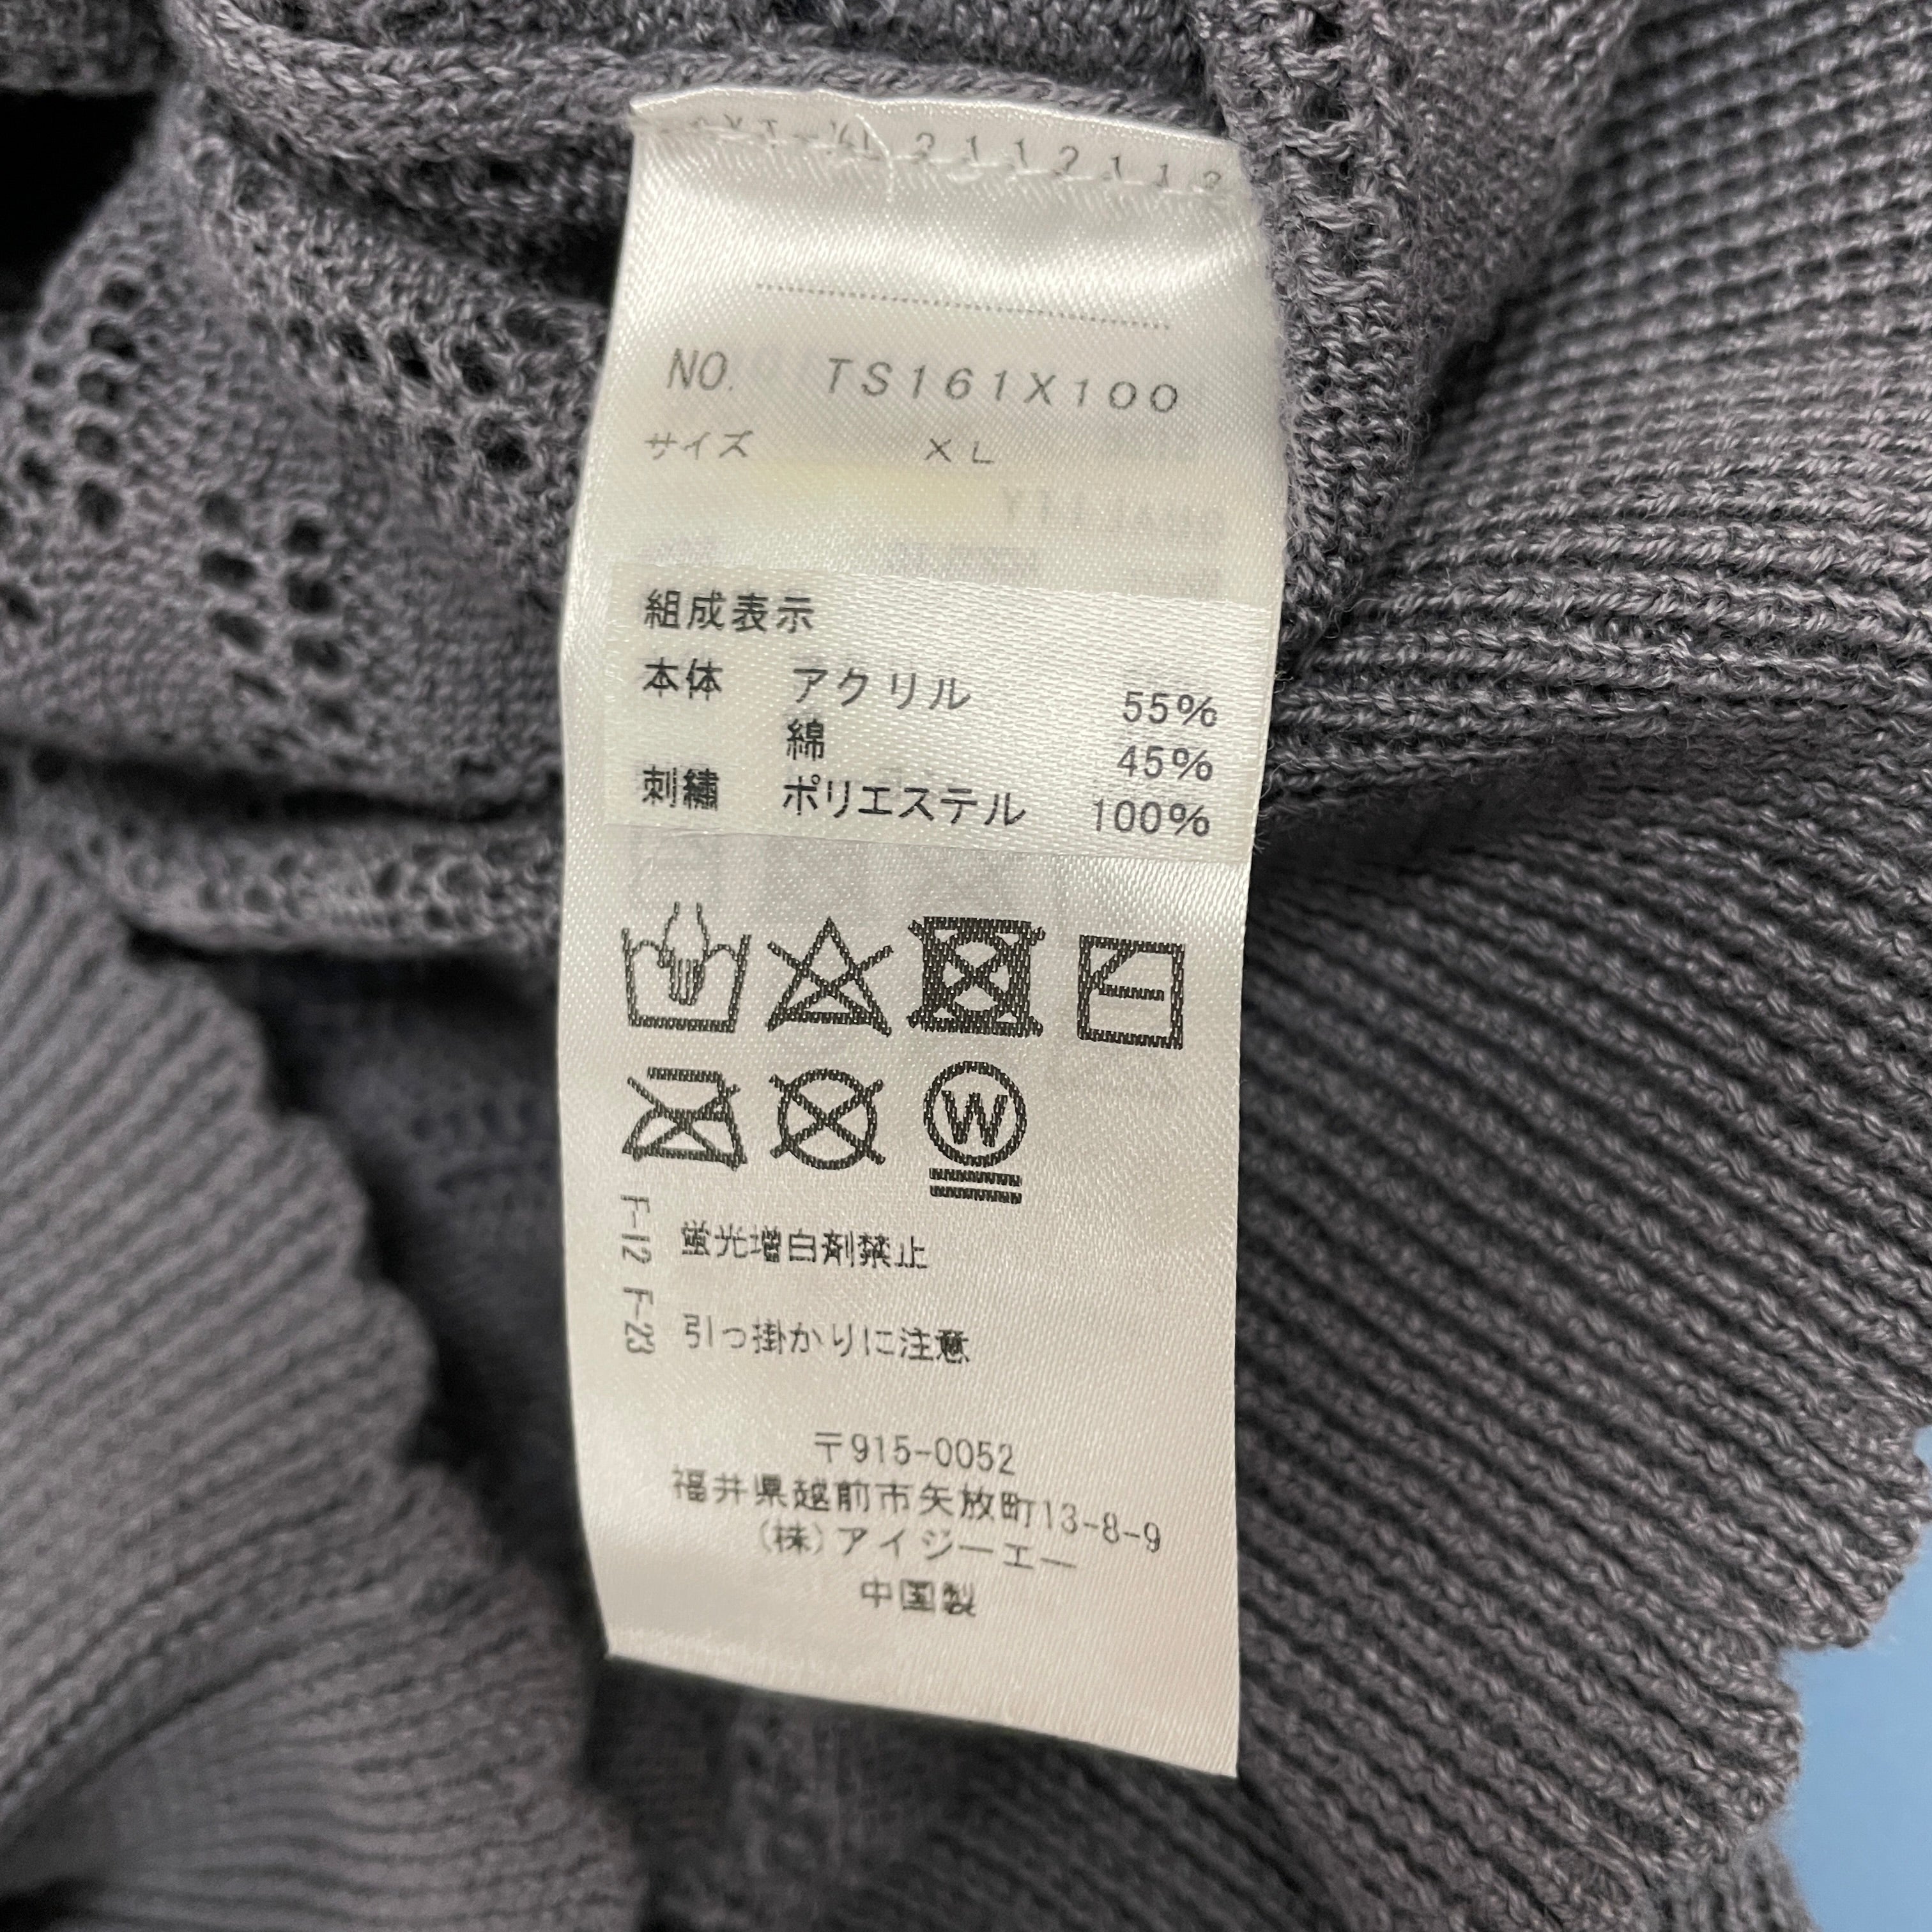 NO. TS161X100
サイズ XL
組成表示
本体 アクリル 55%
綿 45%
刺繍 ポリエステル 100%
W
F-12 蛍光増白剤禁止
F-23 引っ掛かりに注意
〒915-0052
福井県越前市矢放町13-8-9
(株)アイジーエー
中国製